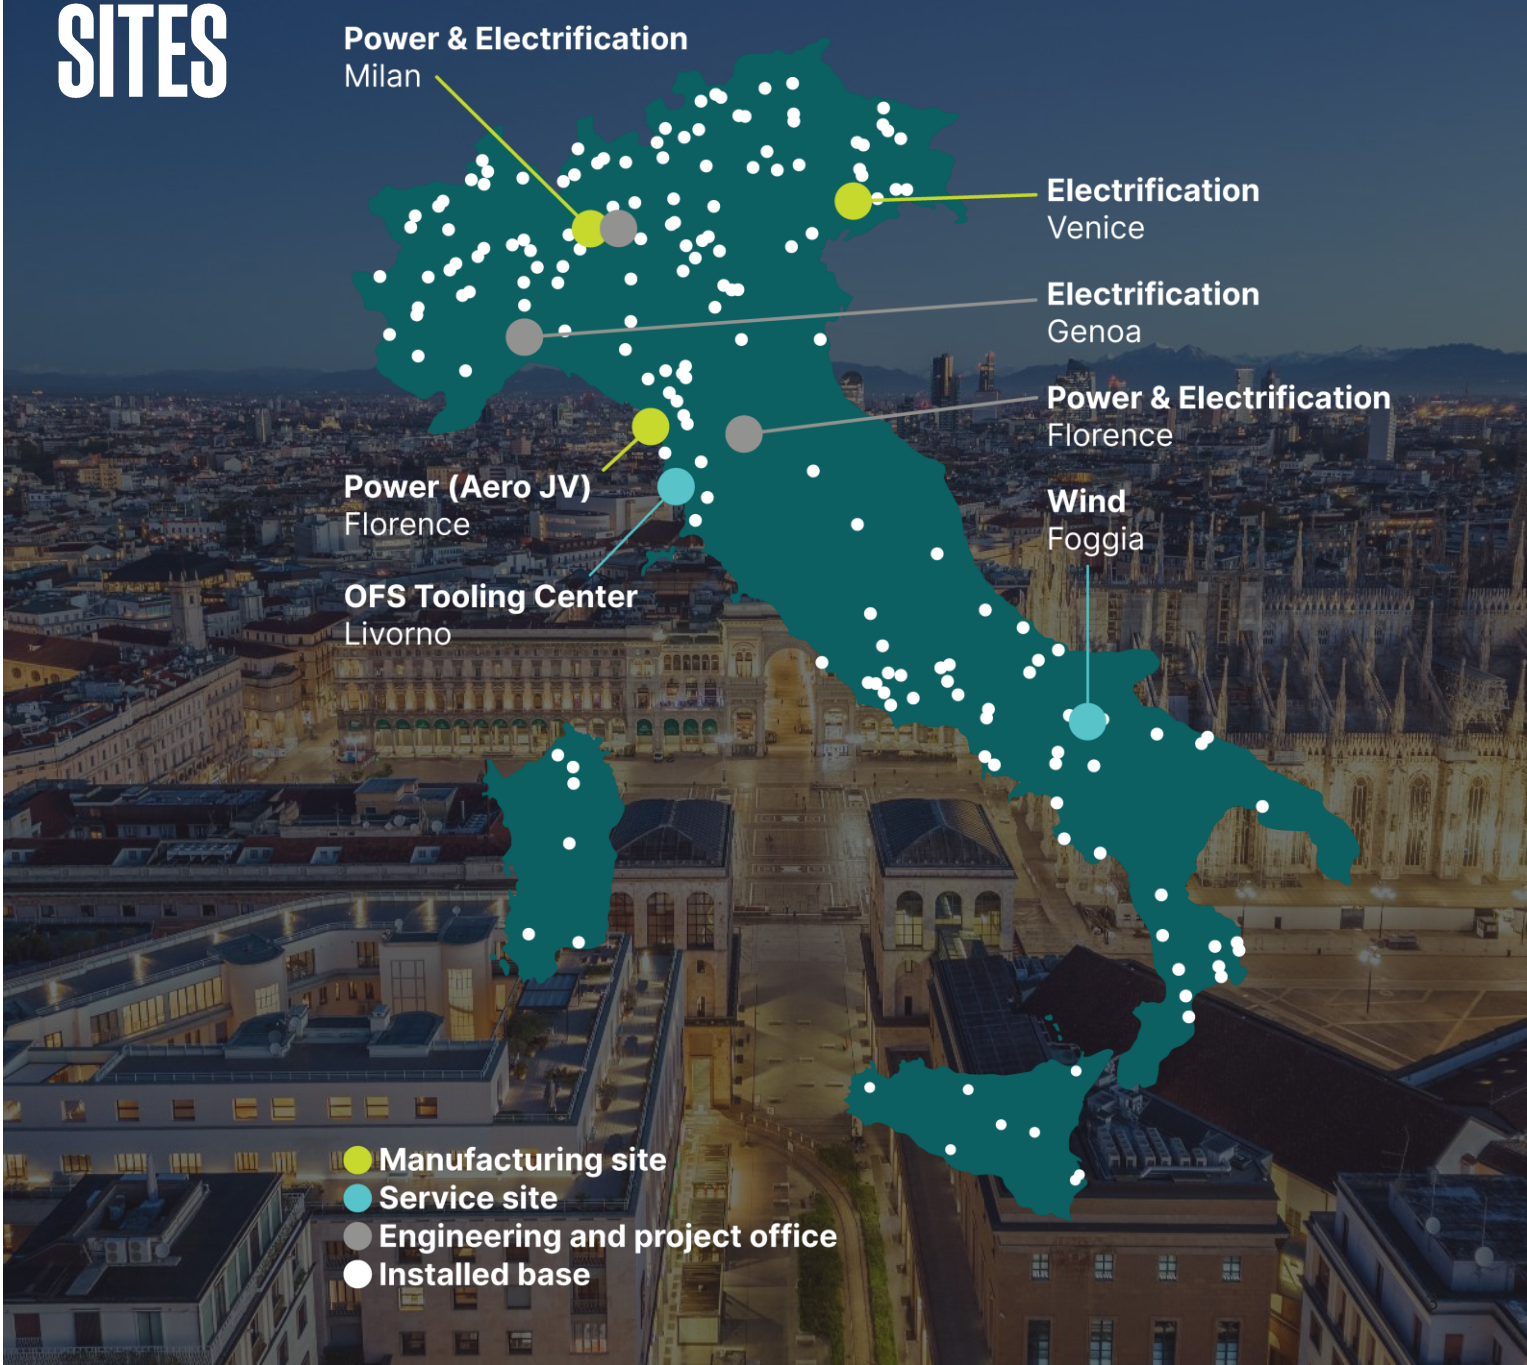 SITES
Power & Electrification
Milan
Electrification
Venice
Electrification
Genoa
Power & Electrification
Florence
Power (Aero JV)
Florence
Wind
Foggia
OFS Tooling Center
Livorno
Manufacturing site
Service site
Engineering and project office
Installed base